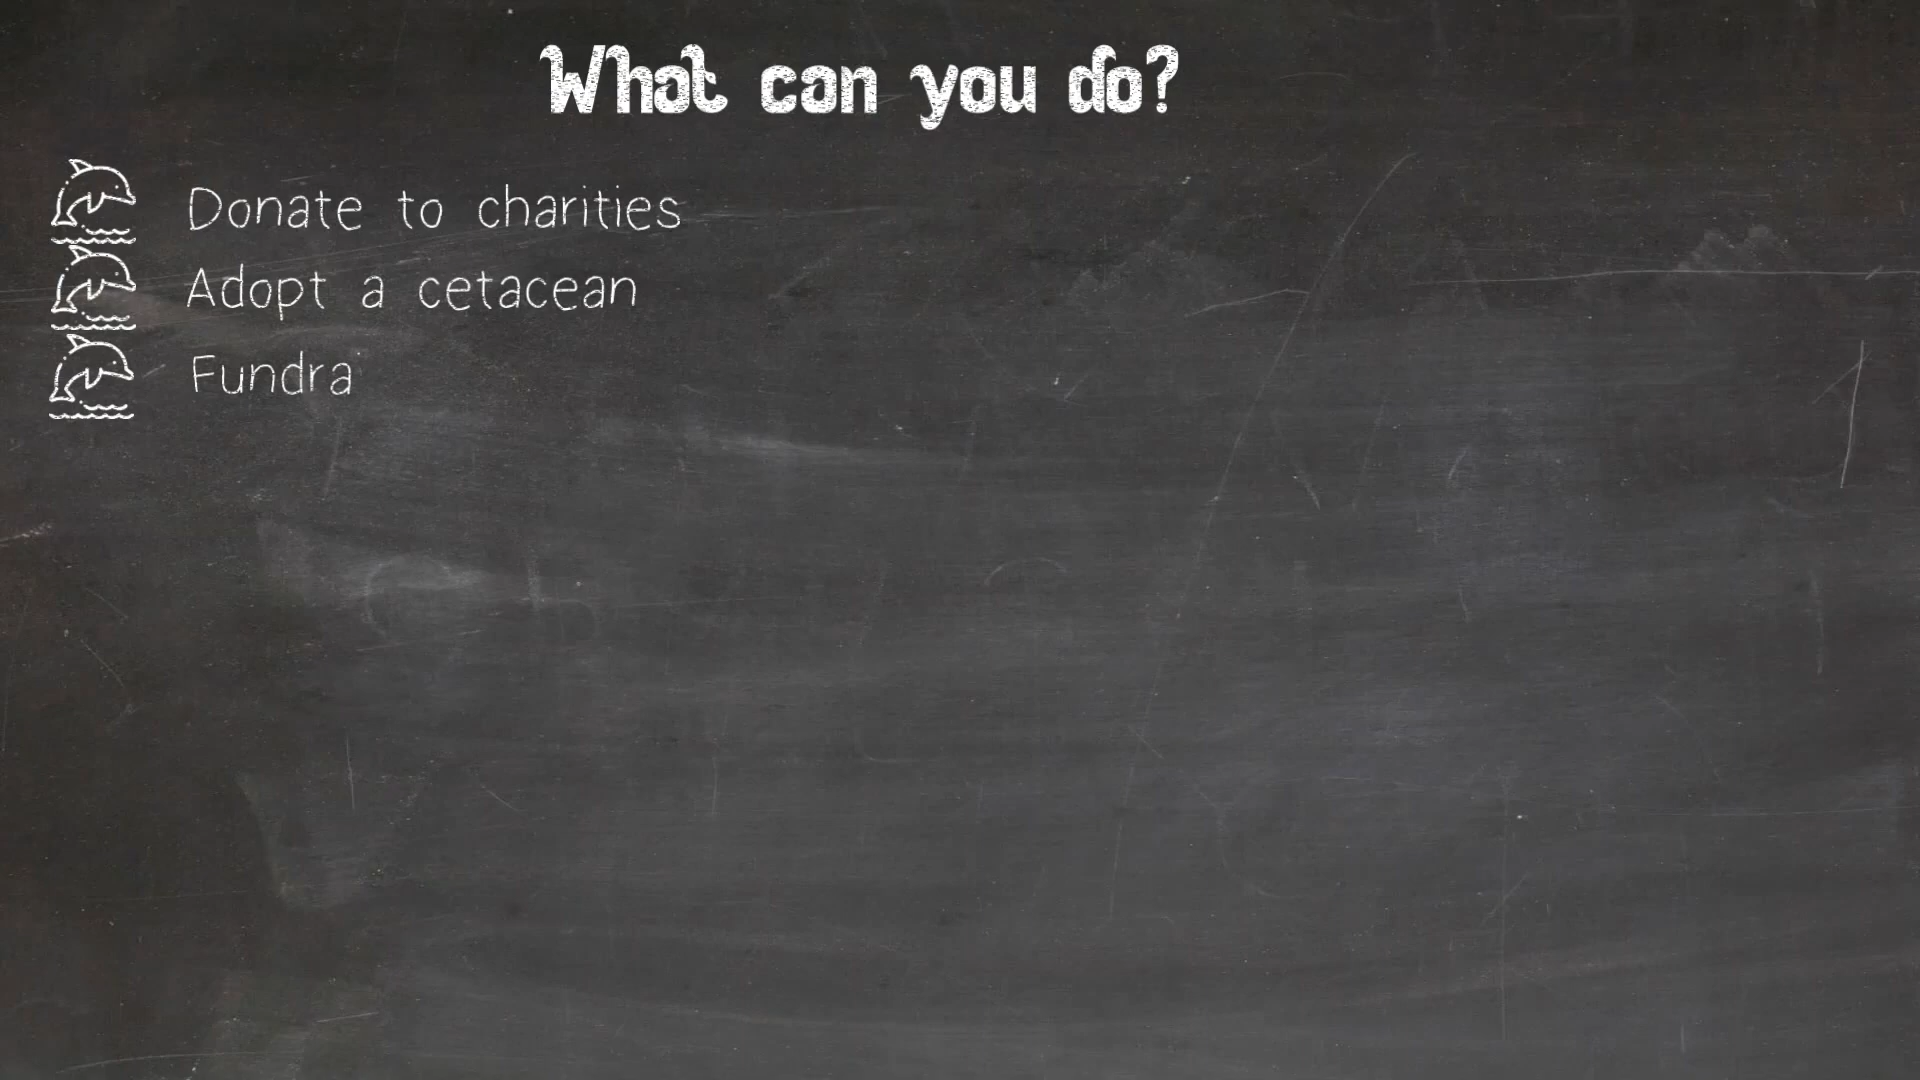 What can you do?
Donate to charities
Adopt a cetacean
Fundra